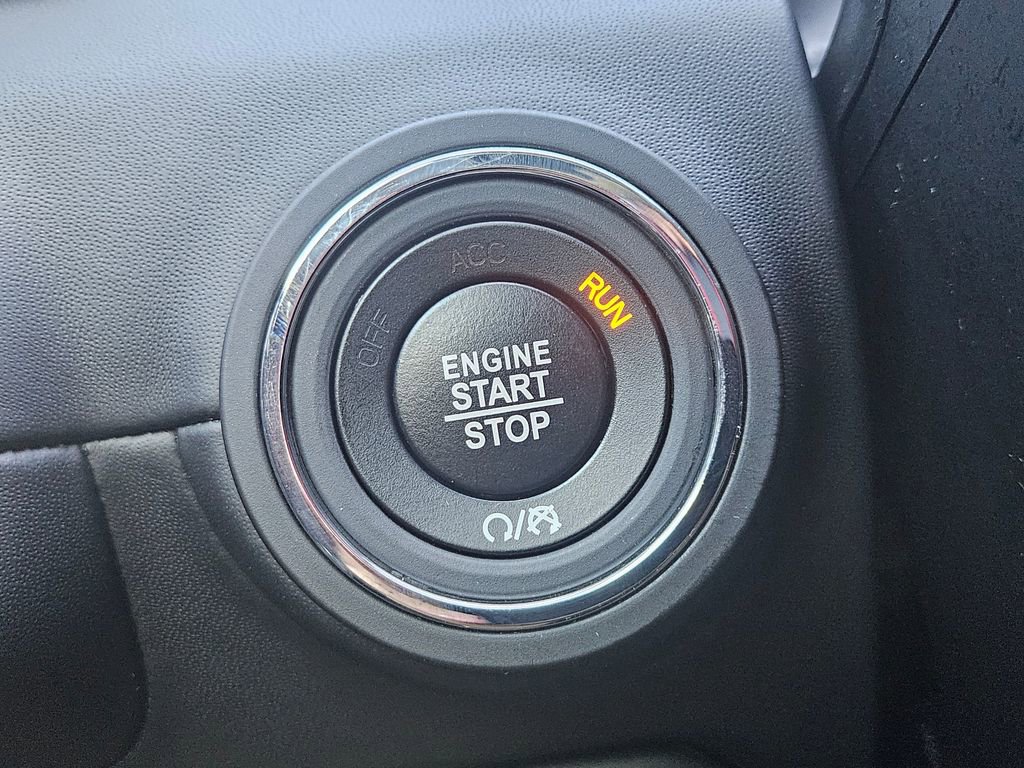 ACC
RUN
OFF
ENGINE
START
STOP